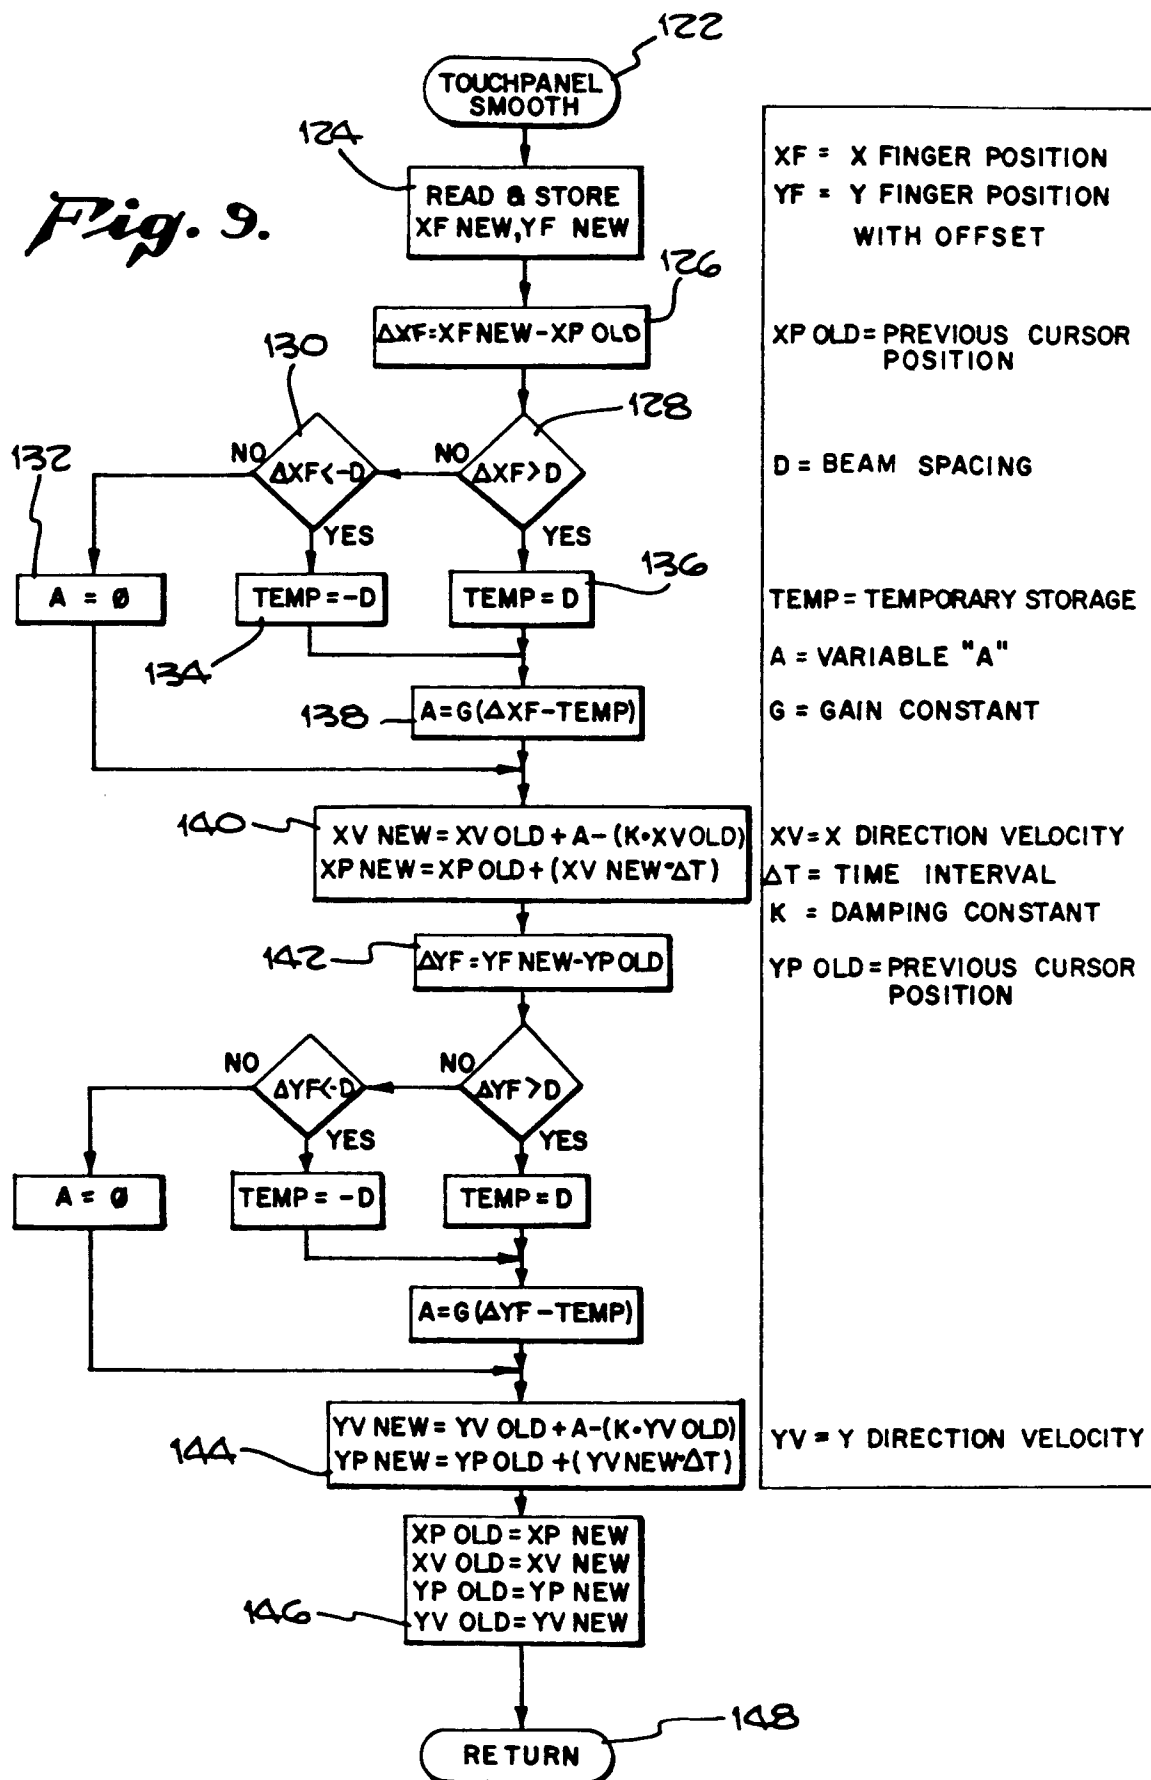 122
TOUCHPANEL
SMOOTH
124
Fig. 9.
READ & STORE
XF NEW, YF NEW
126
ΔXF=XF NEW-XP OLD
130
128
NO
NO
132
ΔXF<-D
ΔXF>D
YES
YES
136
A = Ø
TEMP=-D
TEMP= D
134
138
A=G(ΔXF-TEMP)
140
XV NEW=XV OLD+A-(K•XV OLD)
XP NEW=XP OLD+(XV NEW•ΔT)
142
ΔYF=YF NEW-YP OLD
NO
NO
ΔYF<-D
ΔYF>D
YES
YES
A = Ø
TEMP= -D
TEMP= D
A=G(ΔYF-TEMP)
YV NEW= YV OLD+A-(K•YV OLD)
YP NEW=YP OLD+(YV NEW•ΔT)
144
XP OLD=XP NEW
XV OLD=XV NEW
YP OLD=YP NEW
YV OLD=YV NEW
146
148
RETURN
XF = X FINGER POSITION
YF = Y FINGER POSITION
WITH OFFSET
XP OLD=PREVIOUS CURSOR
POSITION
D= BEAM SPACING
TEMP= TEMPORARY STORAGE
A = VARIABLE "A"
G = GAIN CONSTANT
XV=X DIRECTION VELOCITY
ΔT= TIME INTERVAL
K = DAMPING CONSTANT
YP OLD=PREVIOUS CURSOR
POSITION
YV = Y DIRECTION VELOCITY